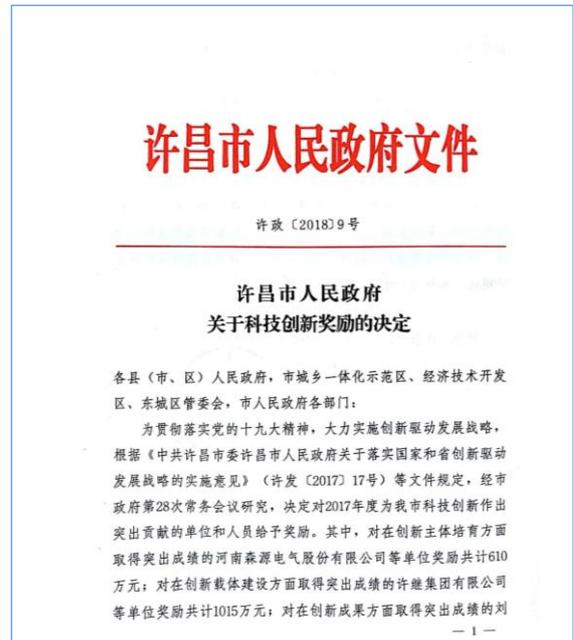 许昌市人民政府文件
许政〔2018〕9号
许昌市人民政府
关于科技创新奖励的决定
各县（市、区）人民政府，市城乡一体化示范区、经济技术开发
区、东城区管委会，市人民政府各部门：
为贯彻落实党的十九大精神，大力实施创新驱动发展战略，
根据《中共许昌市委许昌市人民政府关于落实国家和省创新驱动
发展战略的实施意见》（许发〔2017〕17号）等文件规定，经市
政府第28次常务会议研究，决定对2017年度为我市科技创新作出
突出贡献的单位和人员给予奖励。其中，对在创新主体培育方面
取得突出成绩的河南森源电气股份有限公司等单位奖励共计610
万元；对在创新载体建设方面取得突出成绩的许继集团有限公司
等单位奖励共计1015万元；对在创新成果方面取得突出成绩的刘
— 1 —